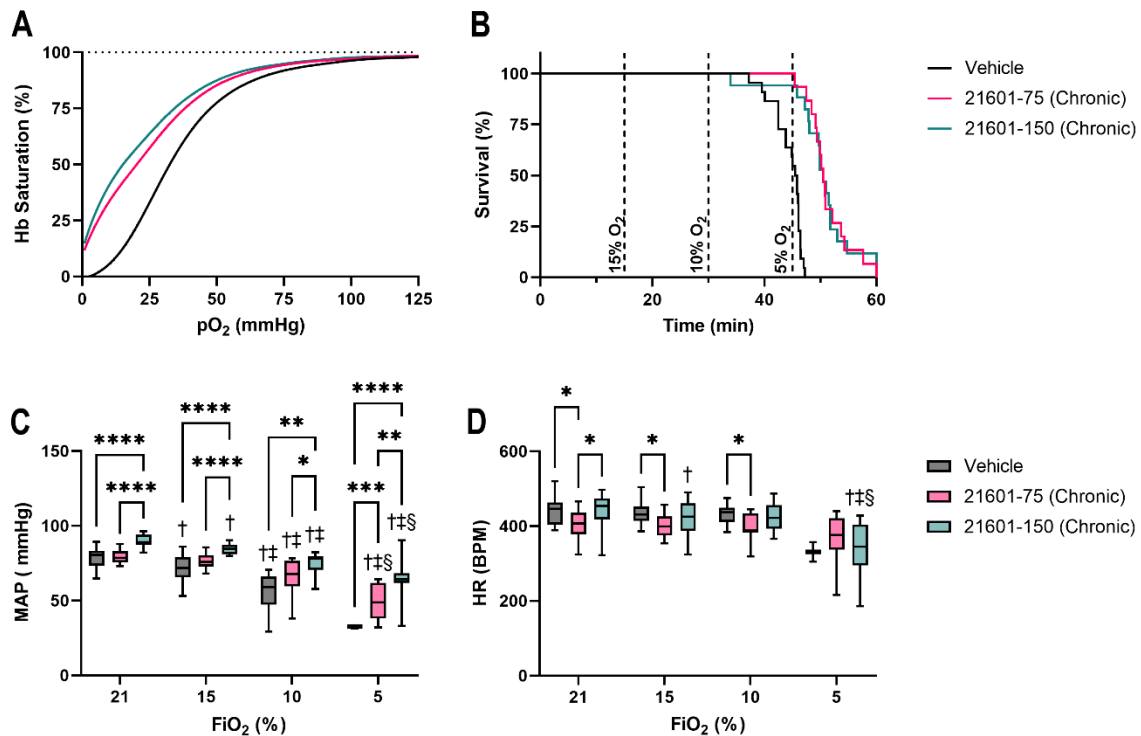 A
Hb Saturation (%)
100
75
50
25
0
0 25 50 75 100 125
pO2 (mmHg)
B
Survival (%)
100
75
50
25
0
15% O2
10% O2
5% O2
0 20 40 60
Time (min)
Vehicle
21601-75 (Chronic)
21601-150 (Chronic)
C
MAP ( mmHg)
150
100
50
0
**** **** **** **** ** * **** ** ***
† † †‡ †‡ †‡ †‡§ †‡§
21 15 10 5
FiO2 (%)
D
HR (BPM)
600
400
200
0
* * * *
† †‡§
21 15 10 5
FiO2 (%)
Vehicle
21601-75 (Chronic)
21601-150 (Chronic)